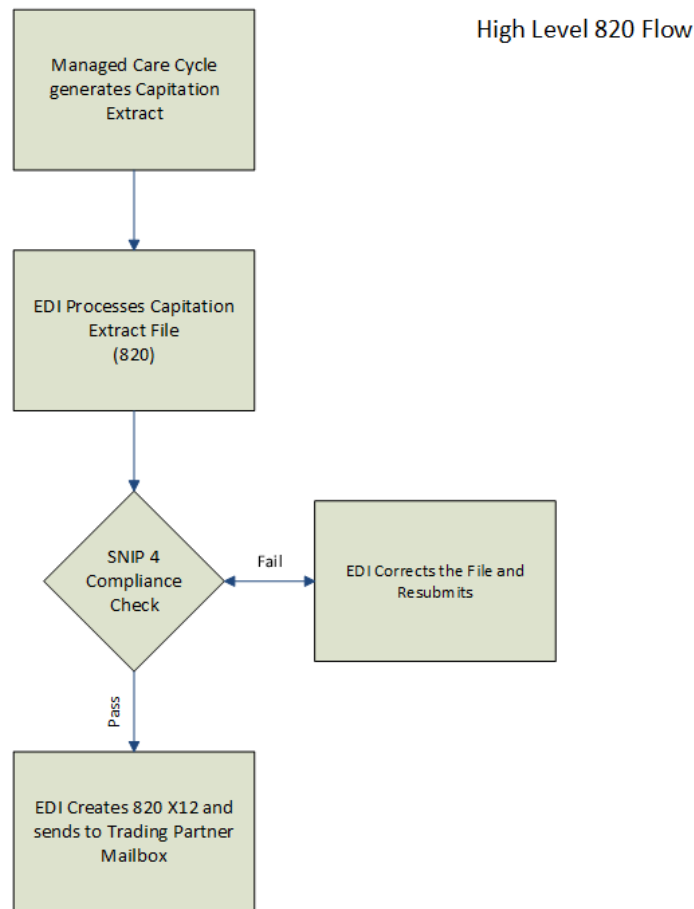 High Level 820 Flow
Managed Care Cycle
generates Capitation
Extract
EDI Processes Capitation
Extract File
(820)
SNIP 4
Compliance
Check
Fail
EDI Corrects the File and
Resubmits
Pass
EDI Creates 820 X12 and
sends to Trading Partner
Mailbox